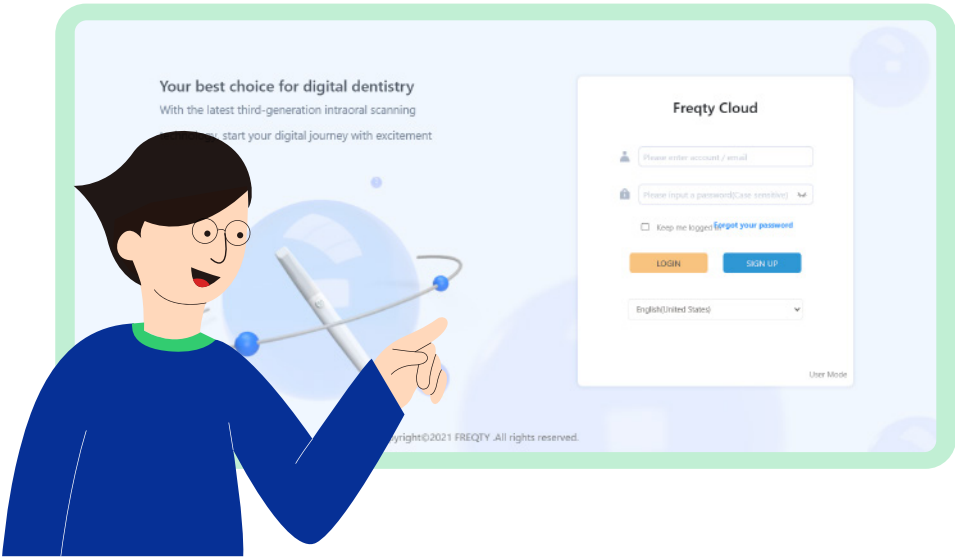 Your best choice for digital dentistry
With the latest third-generation intraoral scanning
start your digital journey with excitement
Freqty Cloud
Please enter account / email
Please input a password(Case sensitive)
Keep me logged in
Forgot your password
LOGIN
SIGN UP
English(United States)
User Mode
©2021 FREQTY .All rights reserved.